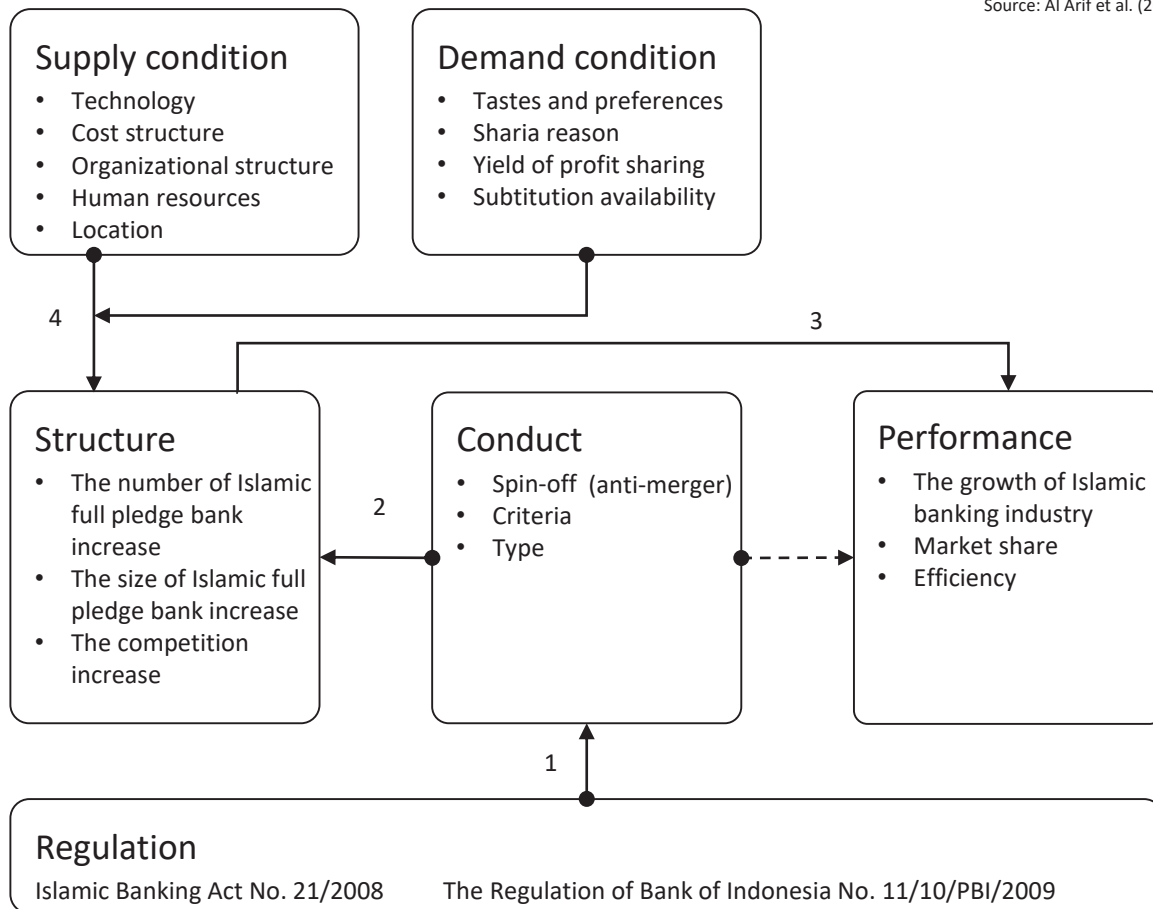 Source: Al Arif et al. (2
Supply condition
• Technology
• Cost structure
• Organizational structure
• Human resources
• Location
Demand condition
• Tastes and preferences
• Sharia reason
• Yield of profit sharing
• Subtitution availability
4
3
Structure
• The number of Islamic
full pledge bank
increase
• The size of Islamic full
pledge bank increase
• The competition
increase
2
Conduct
• Spin-off (anti-merger)
• Criteria
• Type
Performance
• The growth of Islamic
banking industry
• Market share
• Efficiency
1
Regulation
Islamic Banking Act No. 21/2008 The Regulation of Bank of Indonesia No. 11/10/PBI/2009